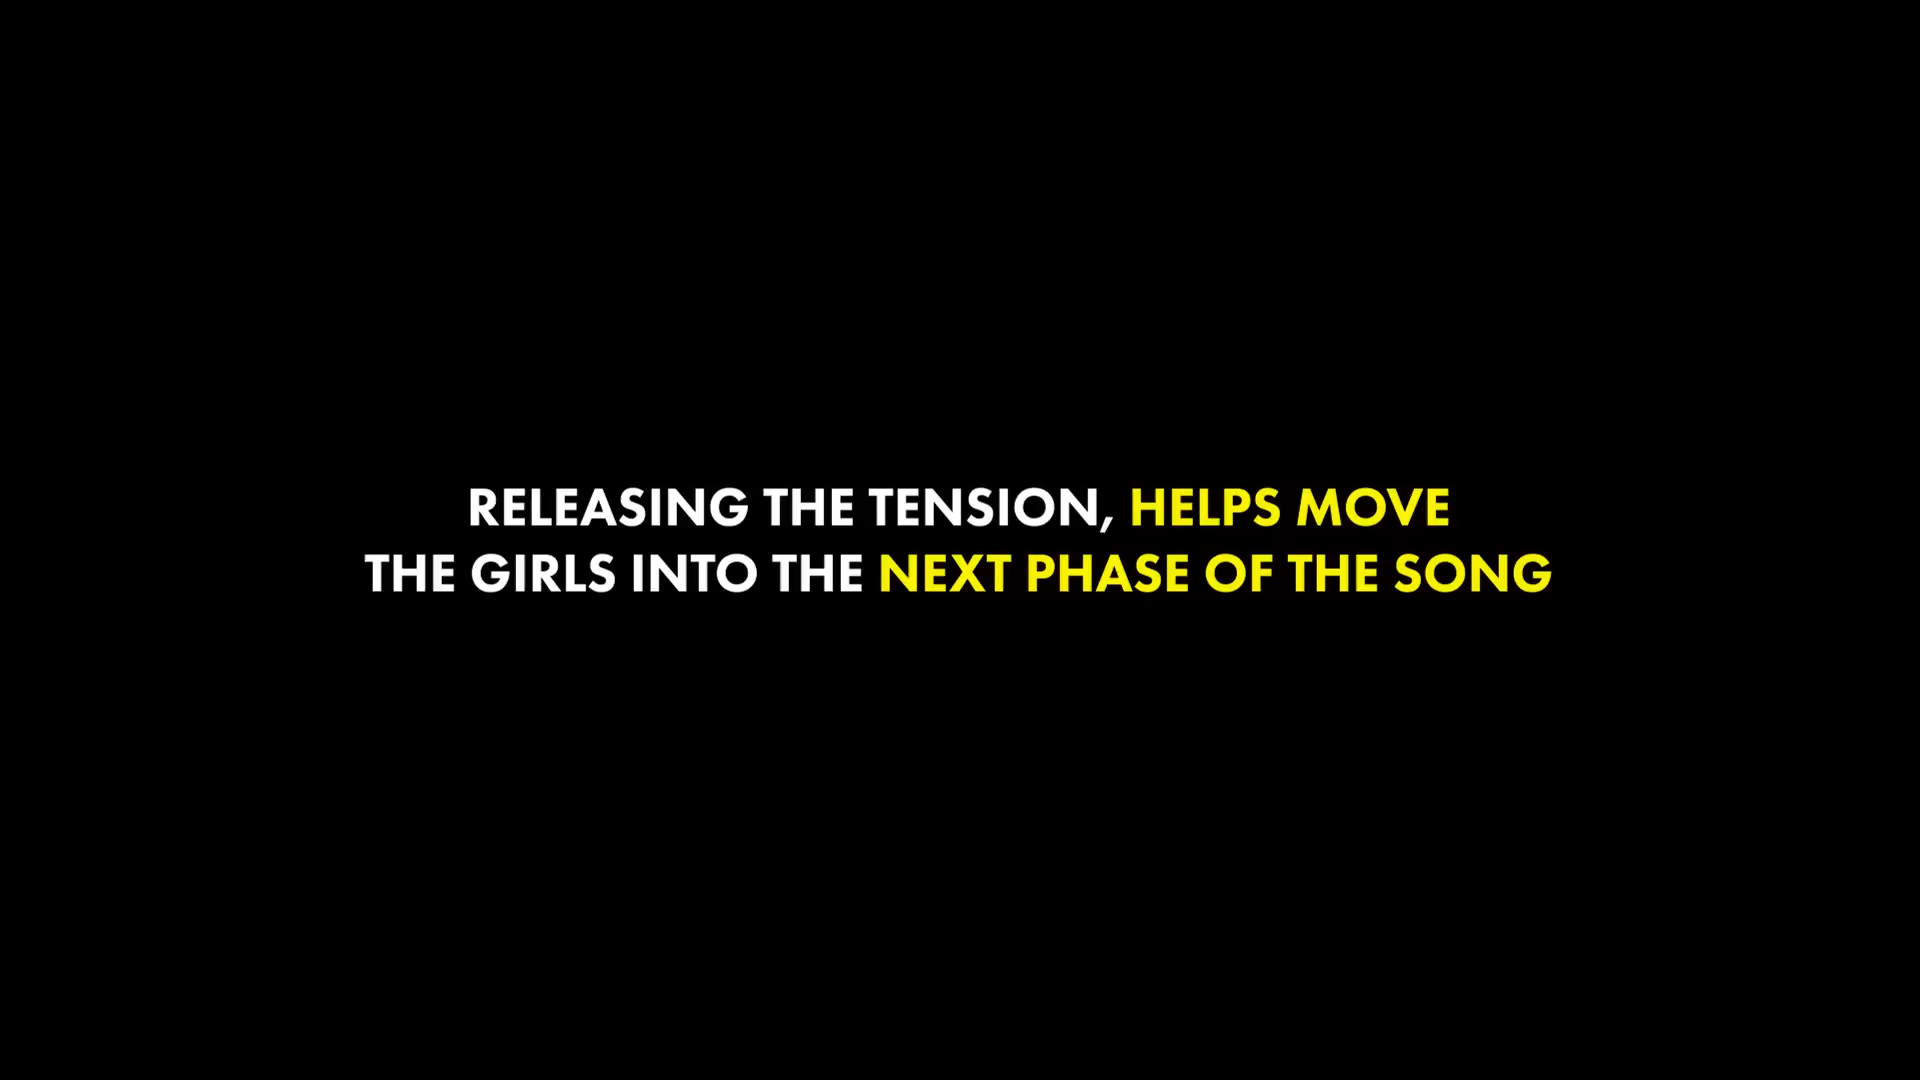 RELEASING THE TENSION, HELPS MOVE
THE GIRLS INTO THE NEXT PHASE OF THE SONG